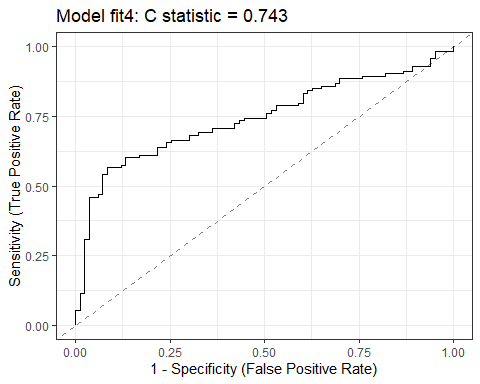 Model fit4: C statistic = 0.743
Sensitivity (True Positive Rate)
1.00
0.75
0.50
0.25
0.00
0.00 0.25 0.50 0.75 1.00
1 - Specificity (False Positive Rate)